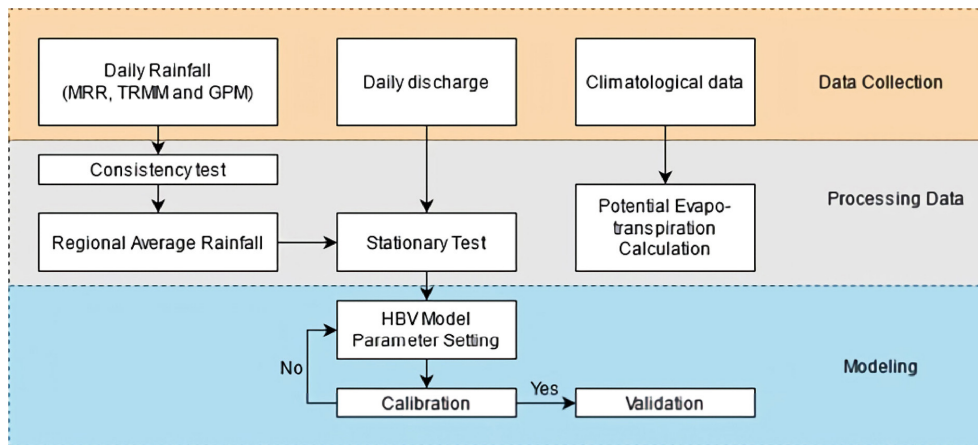 Daily Rainfall
(MRR, TRMM and GPM)
Daily discharge
Climatological data
Data Collection
Consistency test
Processing Data
Regional Average Rainfall
Stationary Test
Potential Evapo-
transpiration
Calculation
HBV Model
Parameter Setting
No
Modeling
Calibration
Yes
Validation